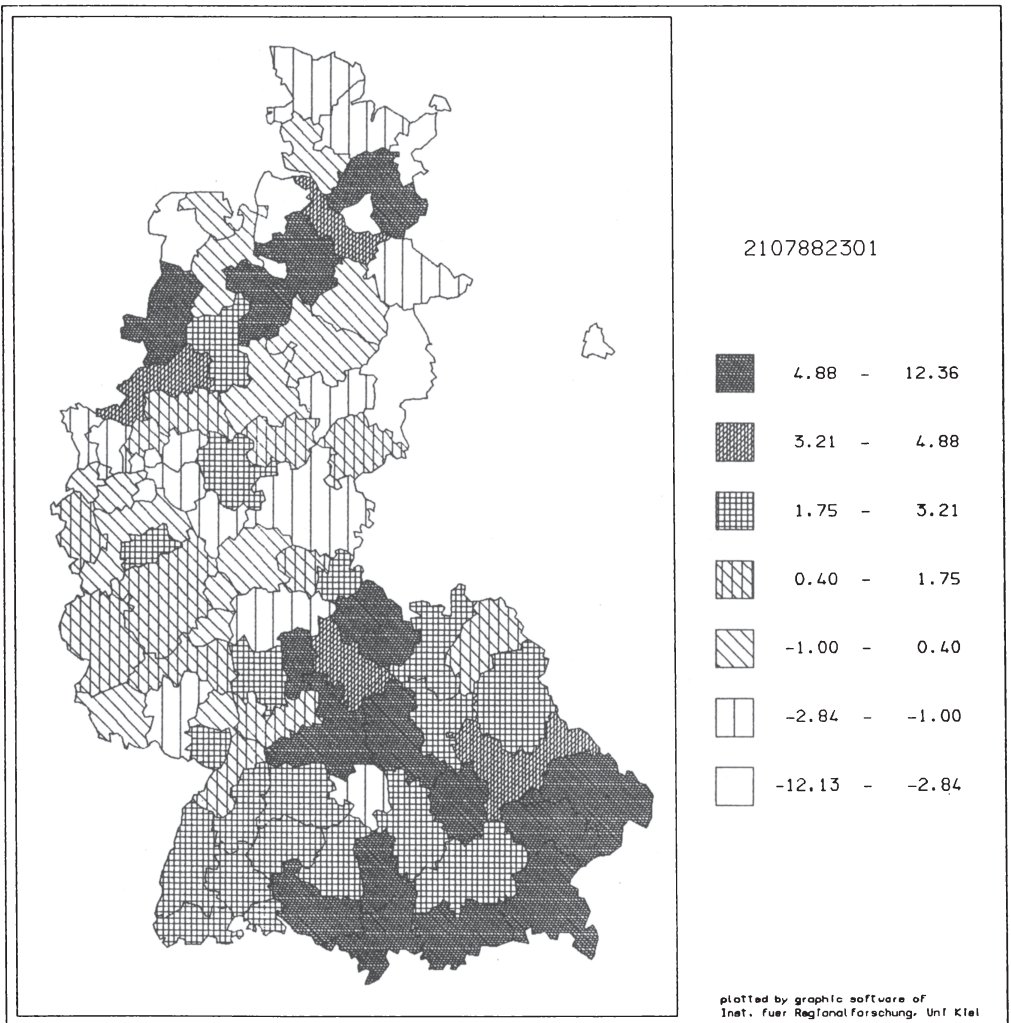 2107882301
4.88 - 12.36
3.21 - 4.88
1.75 - 3.21
0.40 - 1.75
-1.00 - 0.40
-2.84 - -1.00
-12.13 - -2.84
plotted by graphic software of
Inst. fuer Regionalforschung, Uni Kiel